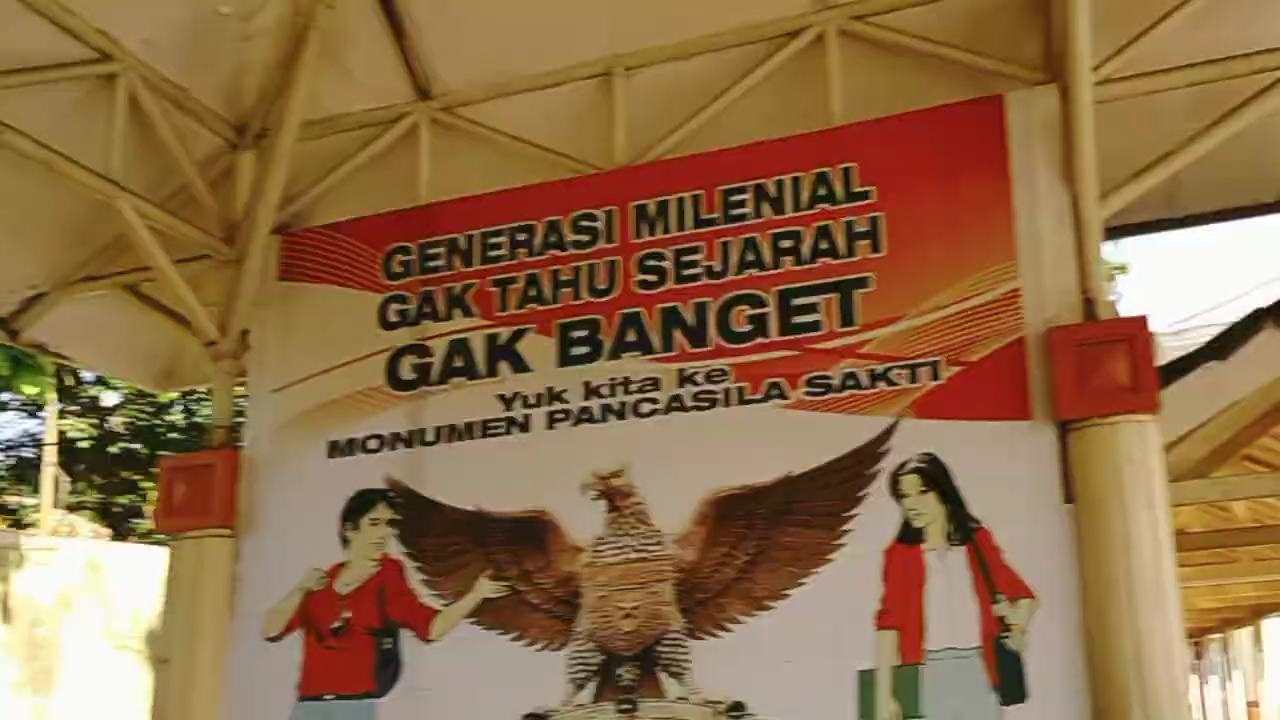 GENERASI MILENIAL
GAK TAHU SEJARAH
GAK BANGET
Yuk kita ke
MONUMEN PANCASILA SAKTI